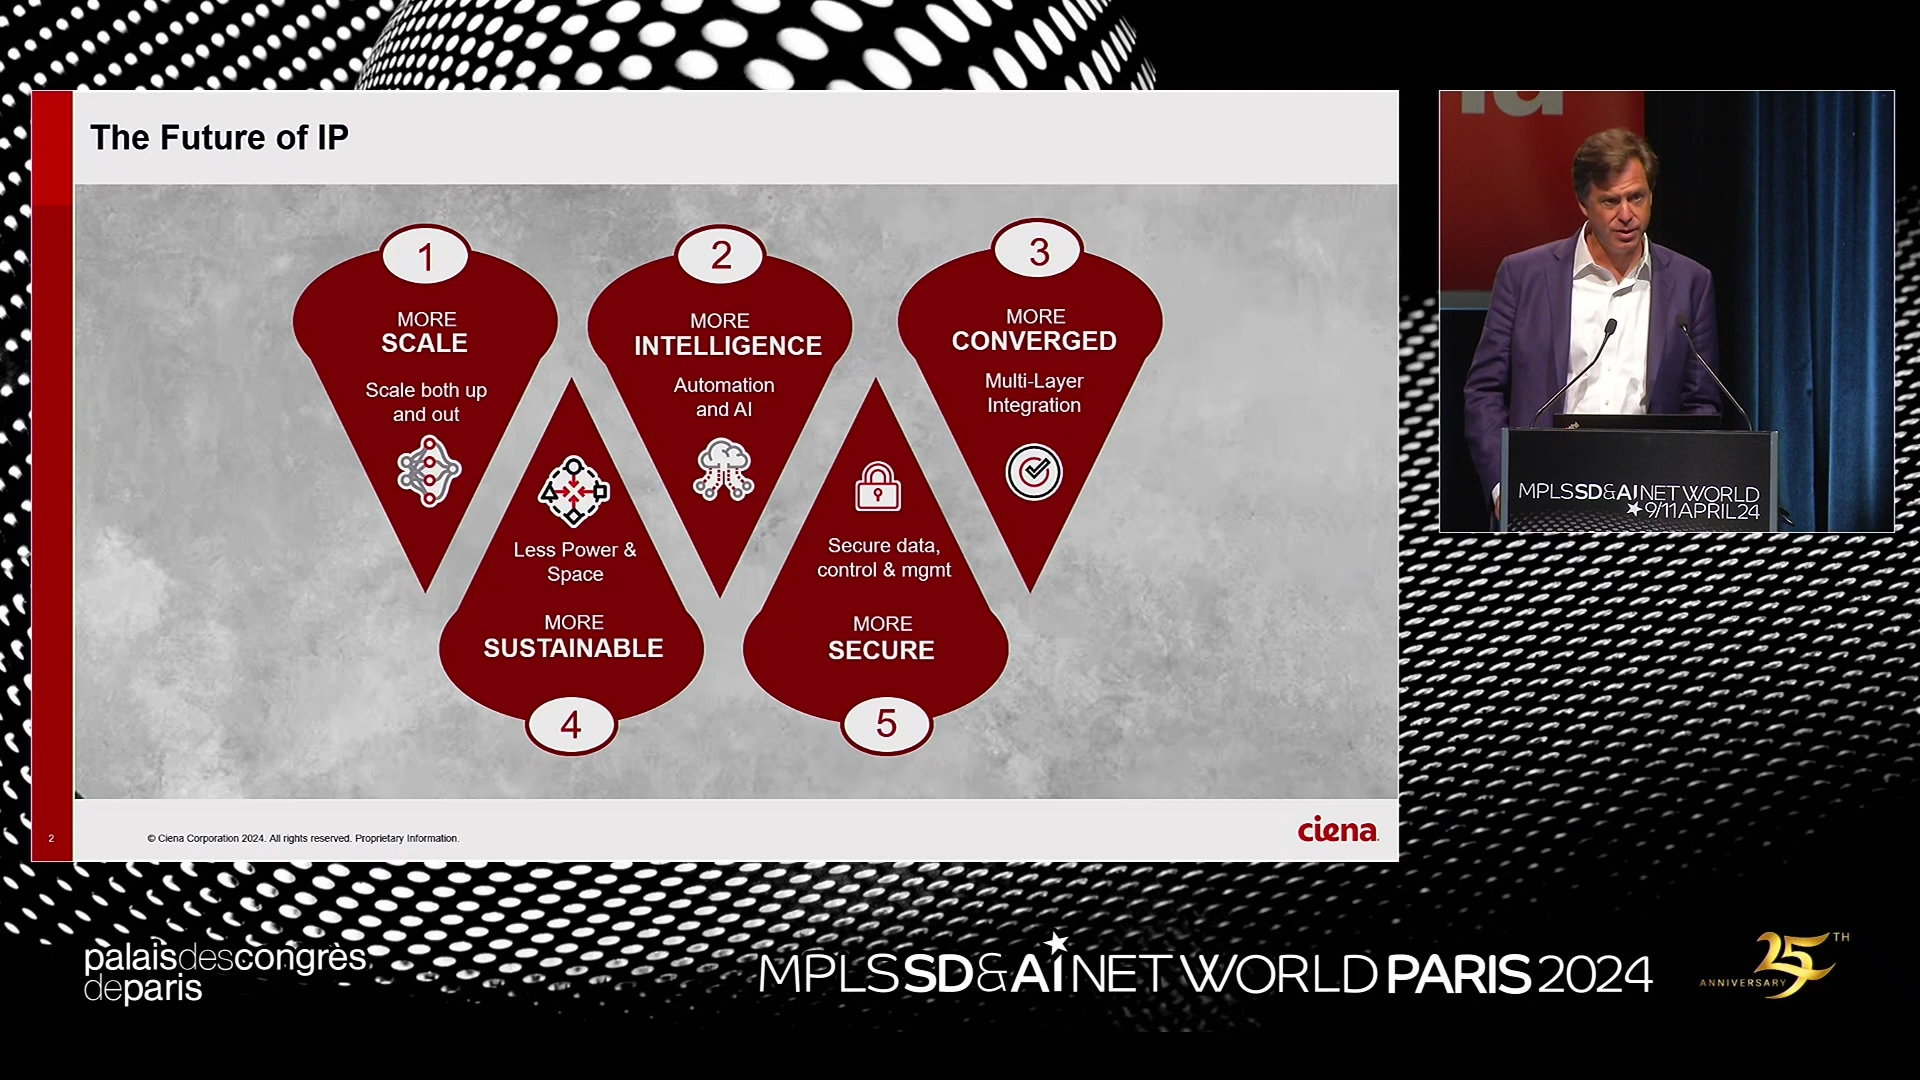 The Future of IP
1
MORE
SCALE
Scale both up
and out
2
MORE
INTELLIGENCE
Automation
and AI
3
MORE
CONVERGED
Multi-Layer
Integration
Less Power &
Space
MORE
SUSTAINABLE
4
Secure data,
control & mgmt
MORE
SECURE
5
2
© Ciena Corporation 2024. All rights reserved. Proprietary Information.
ciena
MPLSSD&AINETWORLD
9/11APRIL24
palaisdescongrès
deparis
MPLSSD&AINETWORLDPARIS2024
25TH
ANNIVERSARY